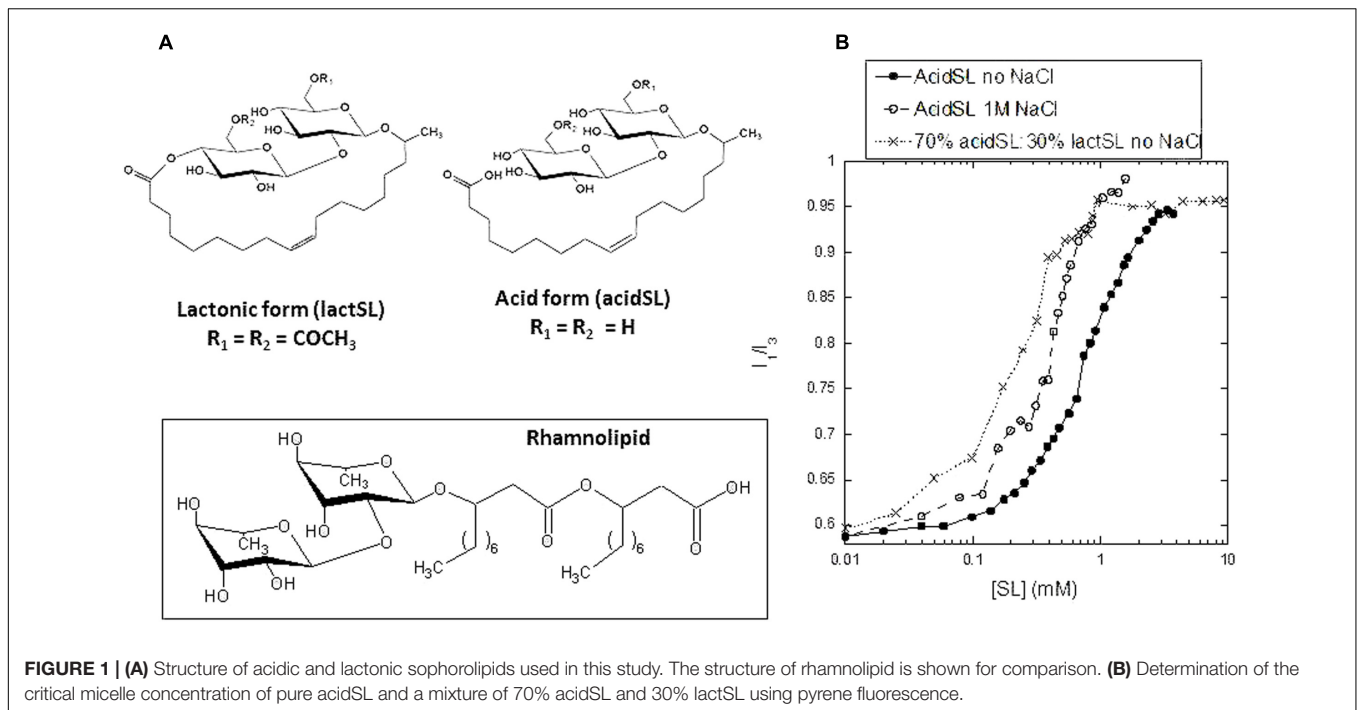 A
OR₁
HO
O
HO
O
CH₃
OR₂
O
O
O
HO
OH
O
O
Lactonic form (lactSL)
R₁ = R₂ = COCH₃
OR₁
HO
O
HO
O
CH₃
OR₂
O
HO
O
O
OH
HO
OH
O
Acid form (acidSL)
R₁ = R₂ = H
Rhamnolipid
HO
O
CH₃
O
O
OH
HO
O
HO
O
O
O
CH₃
( )₆
( )₆
OH
H₃C
H₃C
HO
B
AcidSL no NaCl
AcidSL 1M NaCl
70% acidSL: 30% lactSL no NaCl
1
0.95
0.9
0.85
0.8
0.75
0.7
0.65
0.6
I₁/I₃
0.01 0.1 1 10
[SL] (mM)
FIGURE 1 | (A) Structure of acidic and lactonic sophorolipids used in this study. The structure of rhamnolipid is shown for comparison. (B) Determination of the
critical micelle concentration of pure acidSL and a mixture of 70% acidSL and 30% lactSL using pyrene fluorescence.